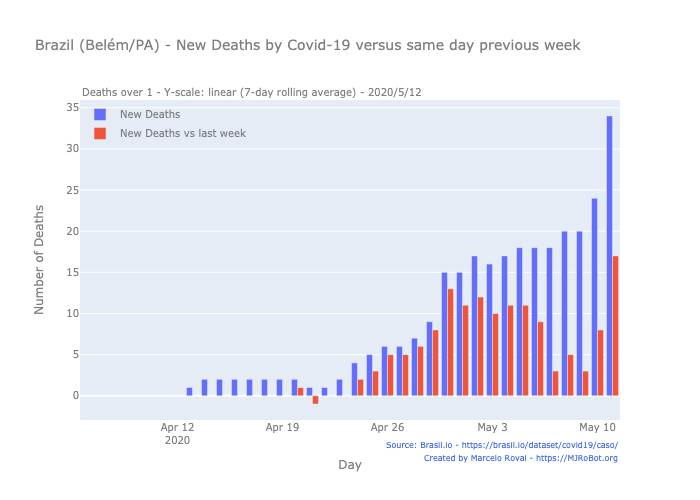 Brazil (Belém/PA) - New Deaths by Covid-19 versus same day previous week
Deaths over 1 - Y-scale: linear (7-day rolling average) - 2020/5/12
New Deaths
New Deaths vs last week
Number of Deaths
35
30
25
20
15
10
5
0
Apr 12
2020
Apr 19
Apr 26
May 3
May 10
Day
Source: Brasil.io - https://brasil.io/dataset/covid19/caso/
Created by Marcelo Rovai - https://MJRoBot.org